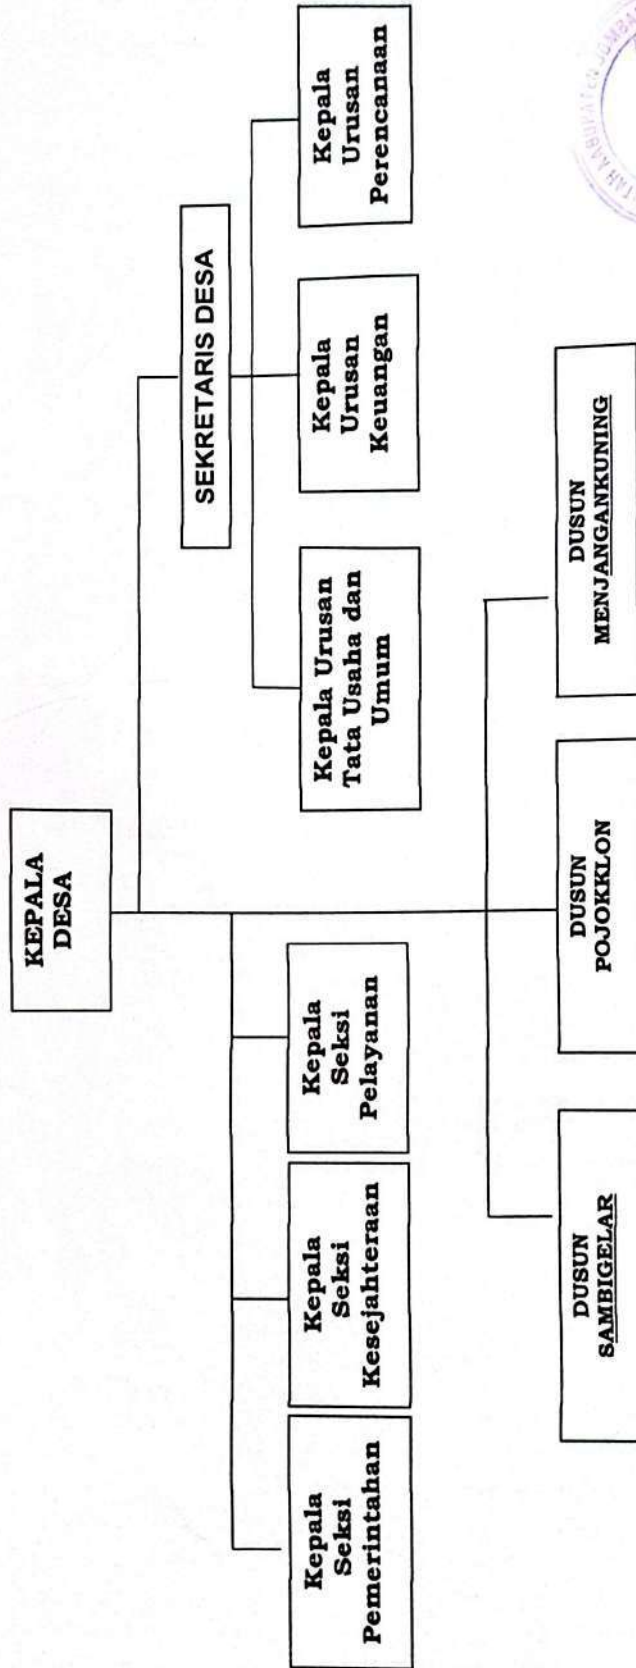 KEPALA
DESA
SEKRETARIS DESA
Kepala
Seksi
Pemerintahan
Kepala
Seksi
Kesejahteraan
Kepala
Seksi
Pelayanan
Kepala Urusan
Tata Usaha dan
Umum
Kepala
Urusan
Keuangan
Kepala
Urusan
Perencanaan
DUSUN
SAMBIGELAR
DUSUN
POJOKKLON
DUSUN
MENJANGANKUNING